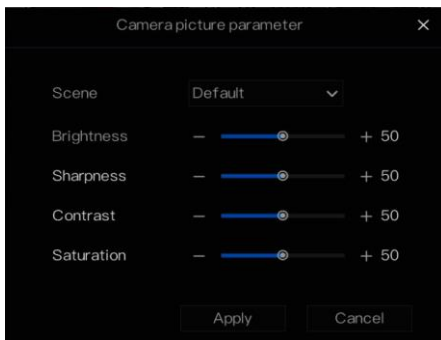 Camera picture parameter ×
Scene Default
Brightness − + 50
Sharpness − + 50
Contrast − + 50
Saturation − + 50
Apply Cancel